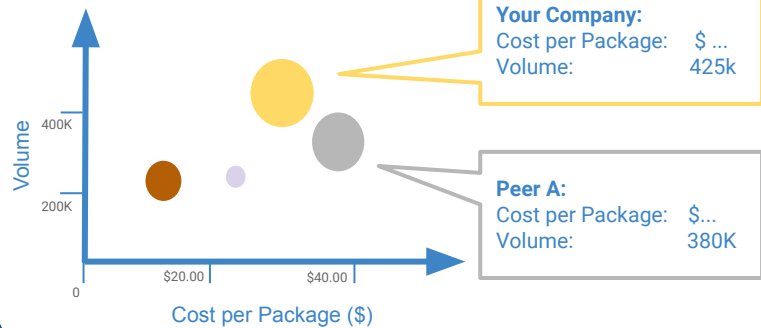 Your Company:
Cost per Package: $ ...
Volume: 425k
400K
Volume
200K
Peer A:
Cost per Package: $...
Volume: 380K
$20.00
$40.00
0
Cost per Package ($)